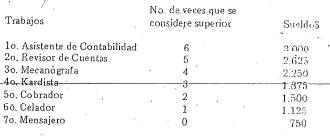 No. de veces que se
Trabajos considere superior Sueldo$
1o. Asistente de Contabilidad 6 3.000
2o. Revisor de Cuentas 5 2.625
3o. Mecanógrafa 4 2.250
4o. Kardista 3 1.875
5o. Cobrador 2 1.500
6o. Celador 1 1.125
7o. Mensajero 0 750